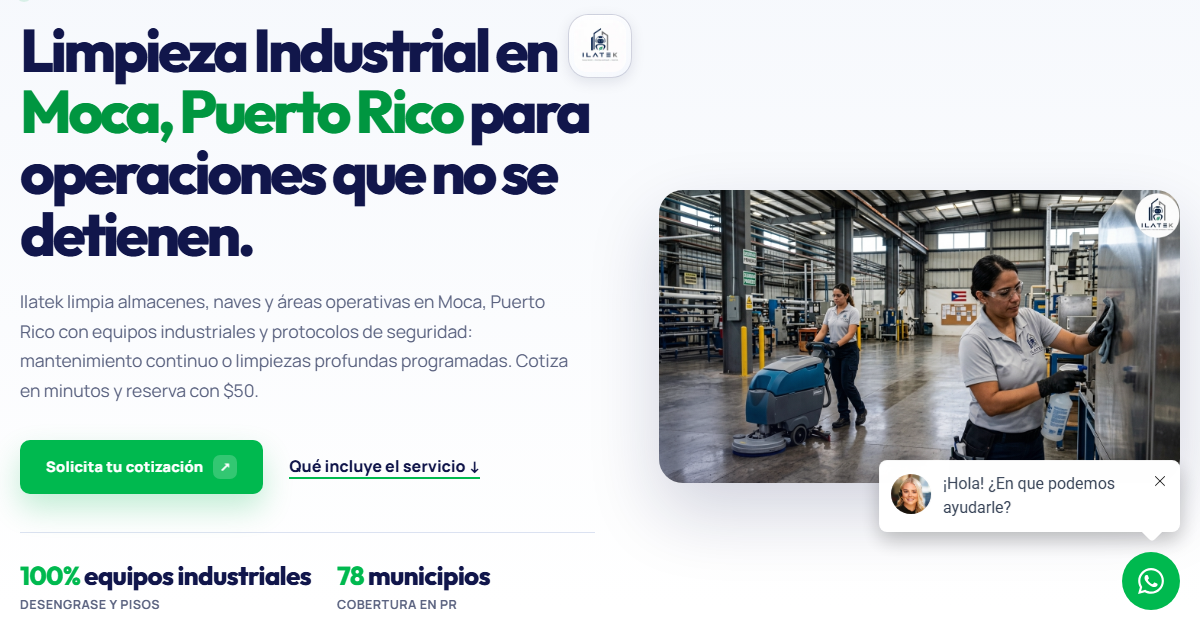 Limpieza Industrial en
ILATEK
Moca, Puerto Rico para
operaciones que no se
detienen.
Ilatek limpia almacenes, naves y áreas operativas en Moca, Puerto
Rico con equipos industriales y protocolos de seguridad:
mantenimiento continuo o limpiezas profundas programadas. Cotiza
en minutos y reserva con $50.
Solicita tu cotización ↗
Qué incluye el servicio ↓
100% equipos industriales
DESENGRASE Y PISOS
78 municipios
COBERTURA EN PR
ILATEK
¡Hola! ¿En que podemos
ayudarle?